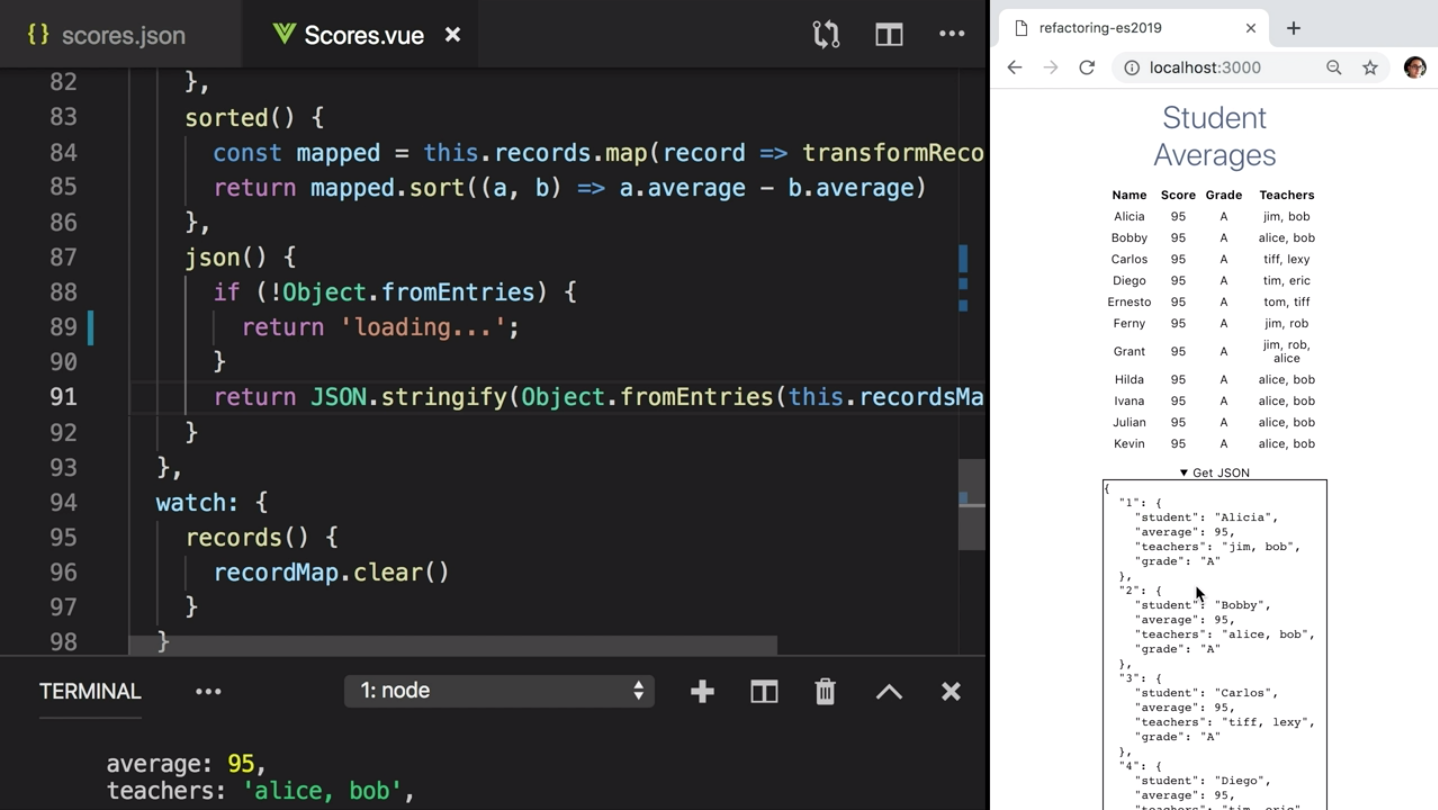 {} scores.json
Scores.vue ×
82 },
83 sorted() {
84 const mapped = this.records.map(record => transformReco
85 return mapped.sort((a, b) => a.average - b.average)
86 },
87 json() {
88 if (!Object.fromEntries) {
89 return 'loading...';
90 }
91 return JSON.stringify(Object.fromEntries(this.recordsMa
92 }
93 },
94 watch: {
95 records() {
96 recordMap.clear()
97 }
98 }
TERMINAL ... 1: node
average: 95,
teachers: 'alice, bob',
refactoring-es2019
localhost:3000
Student
Averages
Name Score Grade Teachers
Alicia 95 A jim, bob
Bobby 95 A alice, bob
Carlos 95 A tiff, lexy
Diego 95 A tim, eric
Ernesto 95 A tom, tiff
Ferny 95 A jim, rob
Grant 95 A jim, rob,
alice
Hilda 95 A alice, bob
Ivana 95 A alice, bob
Julian 95 A alice, bob
Kevin 95 A alice, bob
▼ Get JSON
{
"1": {
"student": "Alicia",
"average": 95,
"teachers": "jim, bob",
"grade": "A"
},
"2": {
"student": "Bobby",
"average": 95,
"teachers": "alice, bob",
"grade": "A"
},
"3": {
"student": "Carlos",
"average": 95,
"teachers": "tiff, lexy",
"grade": "A"
},
"4": {
"student": "Diego",
"average": 95,
"teachers": "tim, eric",